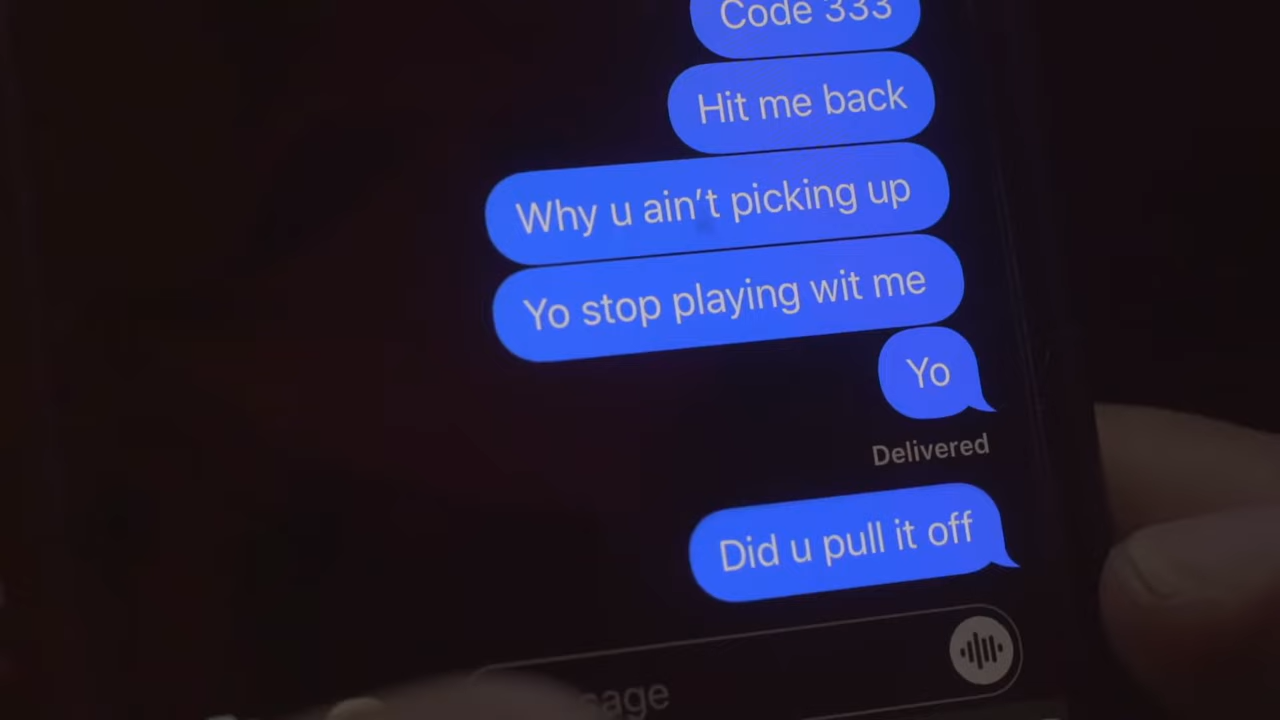 Code 333
Hit me back
Why u ain't picking up
Yo stop playing wit me
Yo
Delivered
Did u pull it off